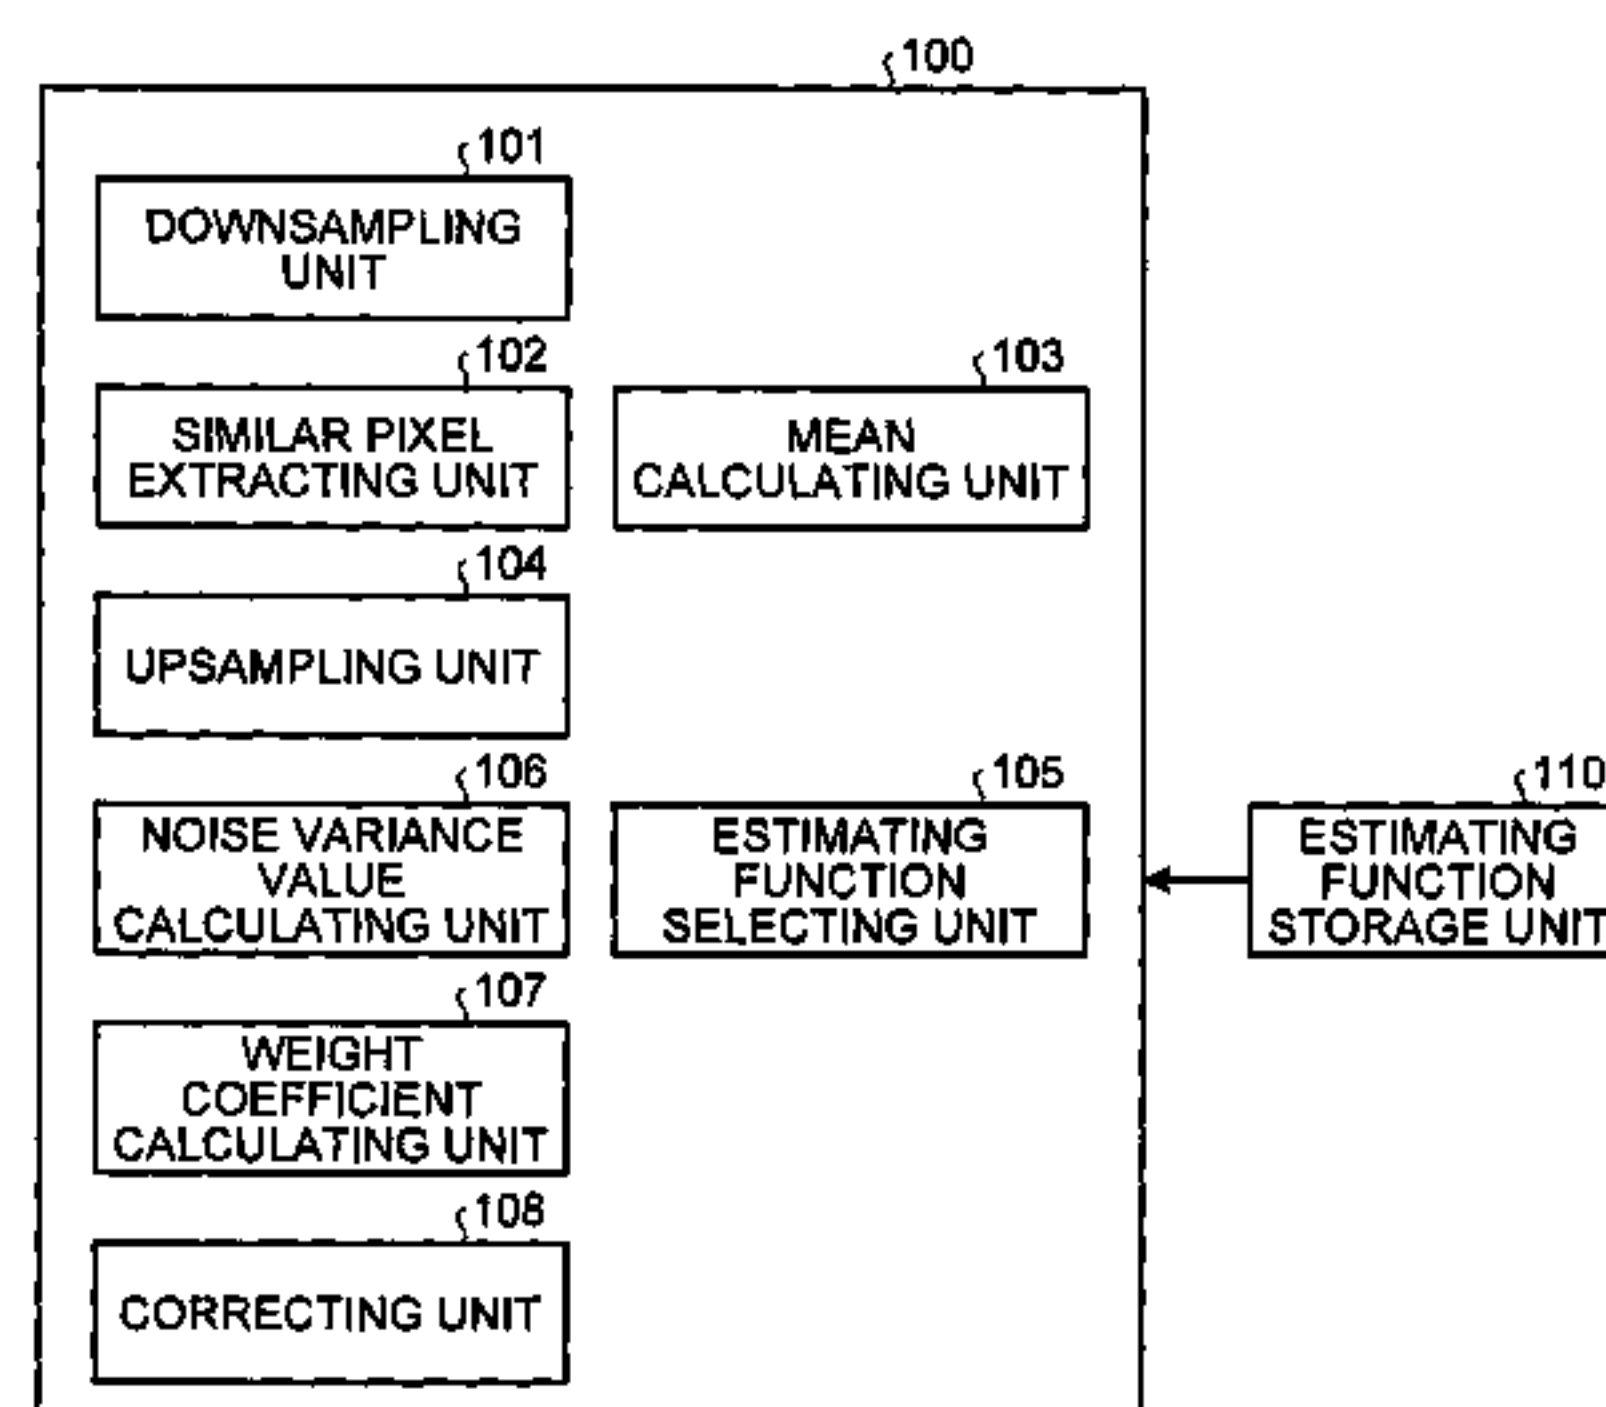 100
101
DOWNSAMPLING
UNIT
102
SIMILAR PIXEL
EXTRACTING UNIT
103
MEAN
CALCULATING UNIT
104
UPSAMPLING UNIT
106
NOISE VARIANCE
VALUE
CALCULATING UNIT
105
ESTIMATING
FUNCTION
SELECTING UNIT
110
ESTIMATING
FUNCTION
STORAGE UNIT
107
WEIGHT
COEFFICIENT
CALCULATING UNIT
108
CORRECTING UNIT